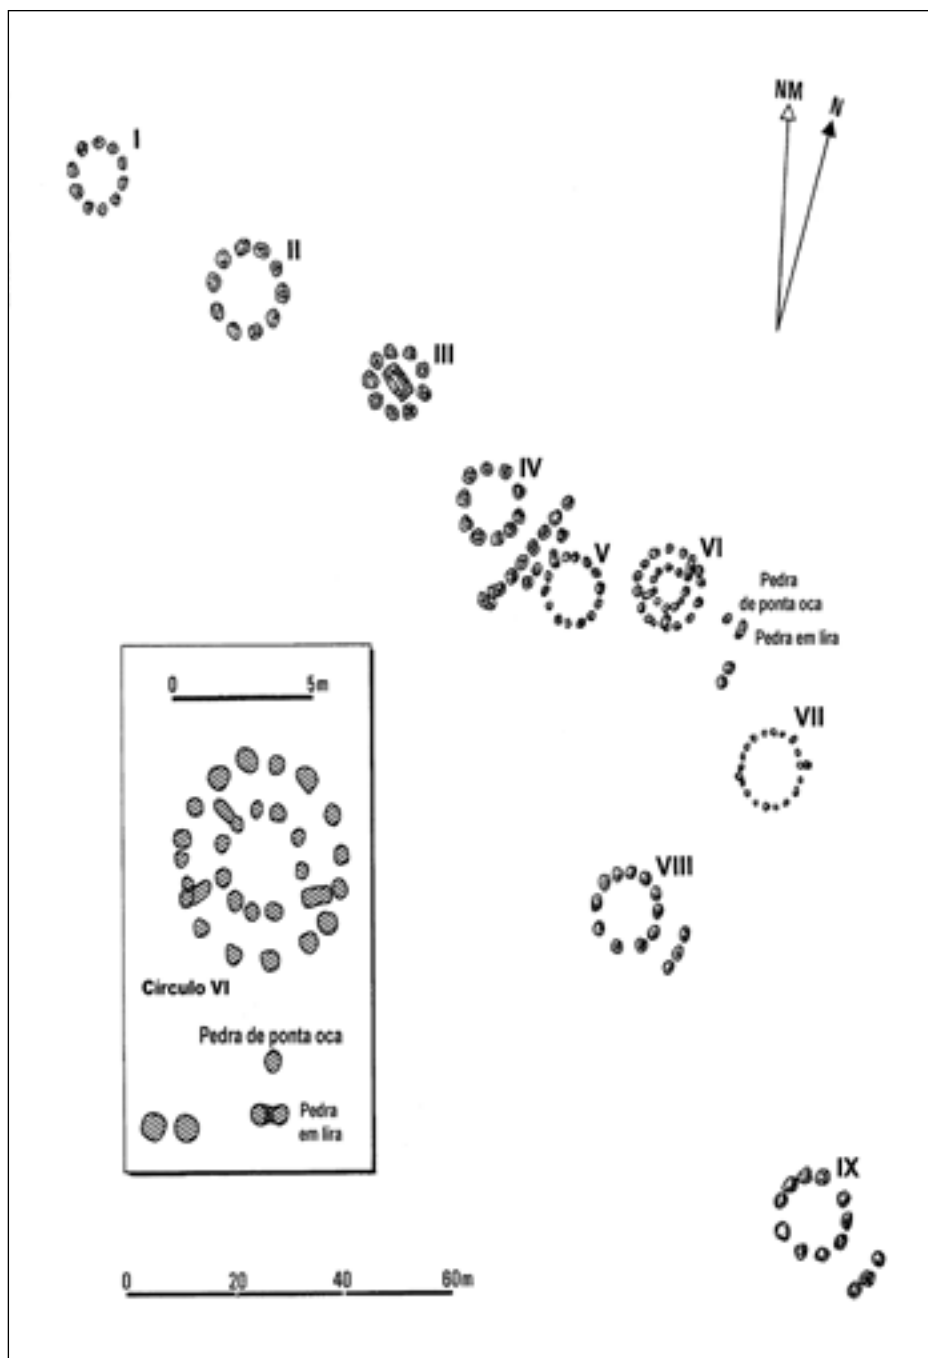 NM
N
I
II
III
IV
V
VI
Pedra
de ponta oca
Pedra em lira
VII
VIII
IX
0 5m
Círculo VI
Pedra de ponta oca
Pedra
em lira
0 20 40 60m